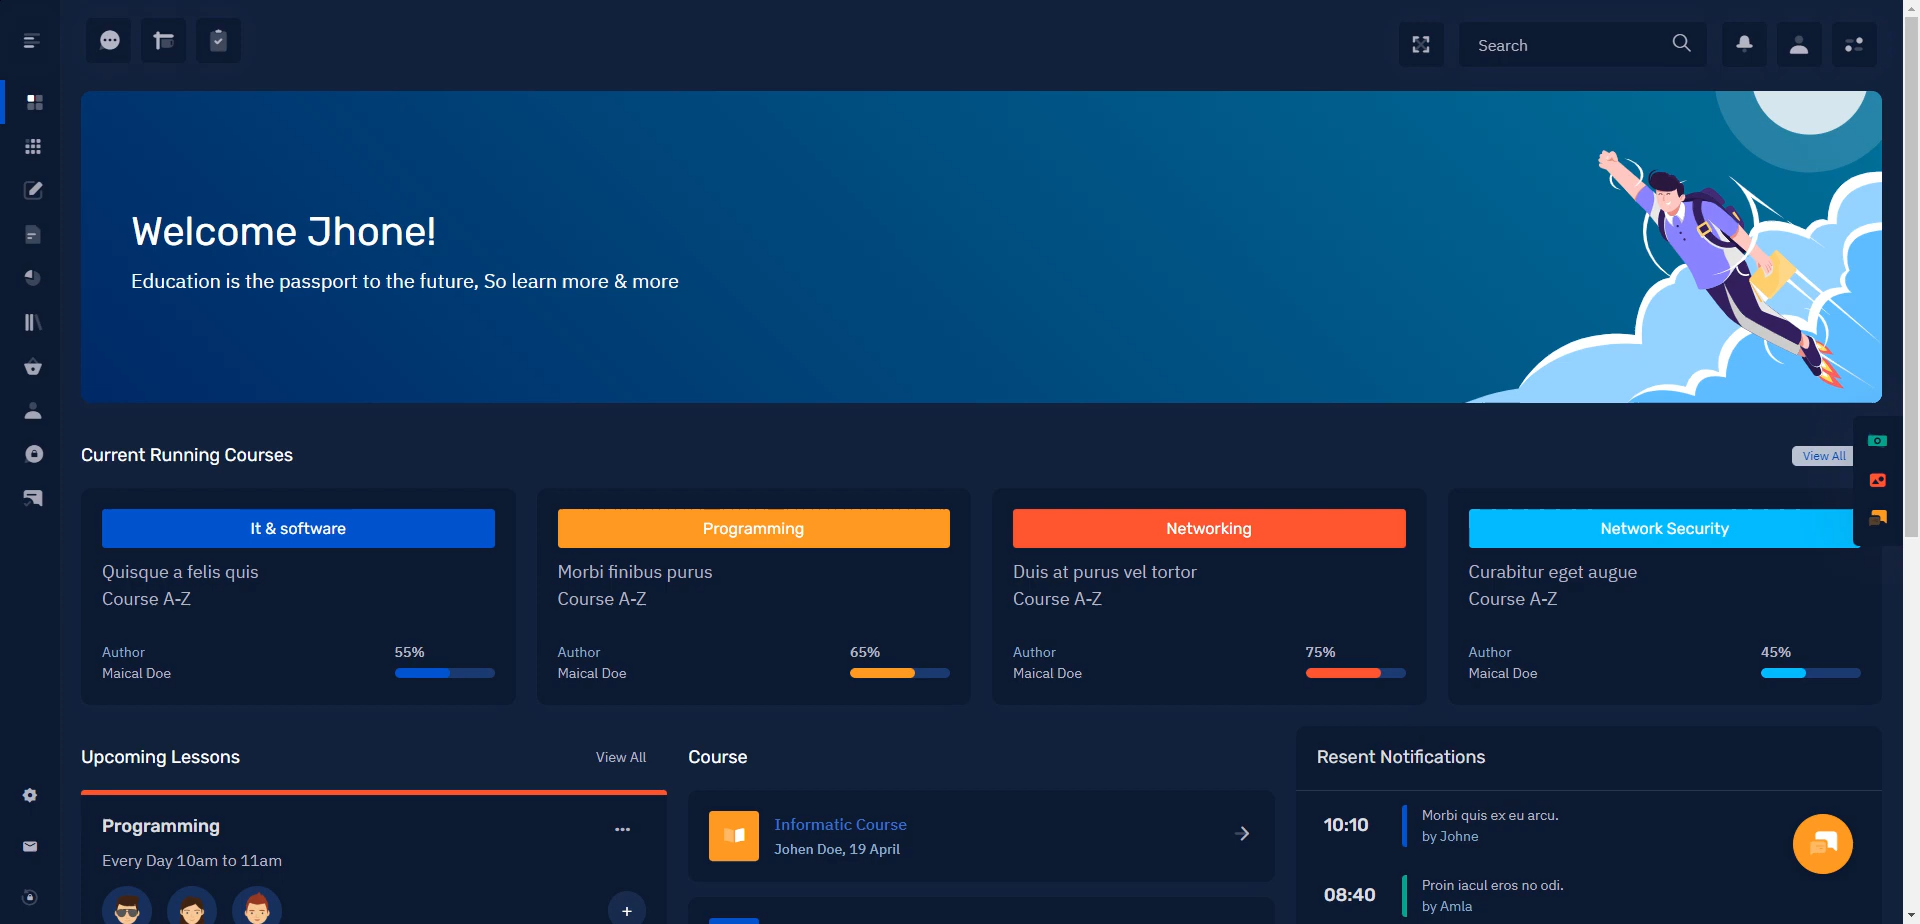 Search
Welcome Jhone!
Education is the passport to the future, So learn more & more
Current Running Courses
View All
It & software
Quisque a felis quis
Course A-Z
Author
Maical Doe
55%
Programming
Morbi finibus purus
Course A-Z
Author
Maical Doe
65%
Networking
Duis at purus vel tortor
Course A-Z
Author
Maical Doe
75%
Network Security
Curabitur eget augue
Course A-Z
Author
Maical Doe
45%
Upcoming Lessons
View All
Programming
Every Day 10am to 11am
Course
Informatic Course
Johen Doe, 19 April
Resent Notifications
10:10
Morbi quis ex eu arcu.
by Johne
08:40
Proin iacul eros no odi.
by Amla